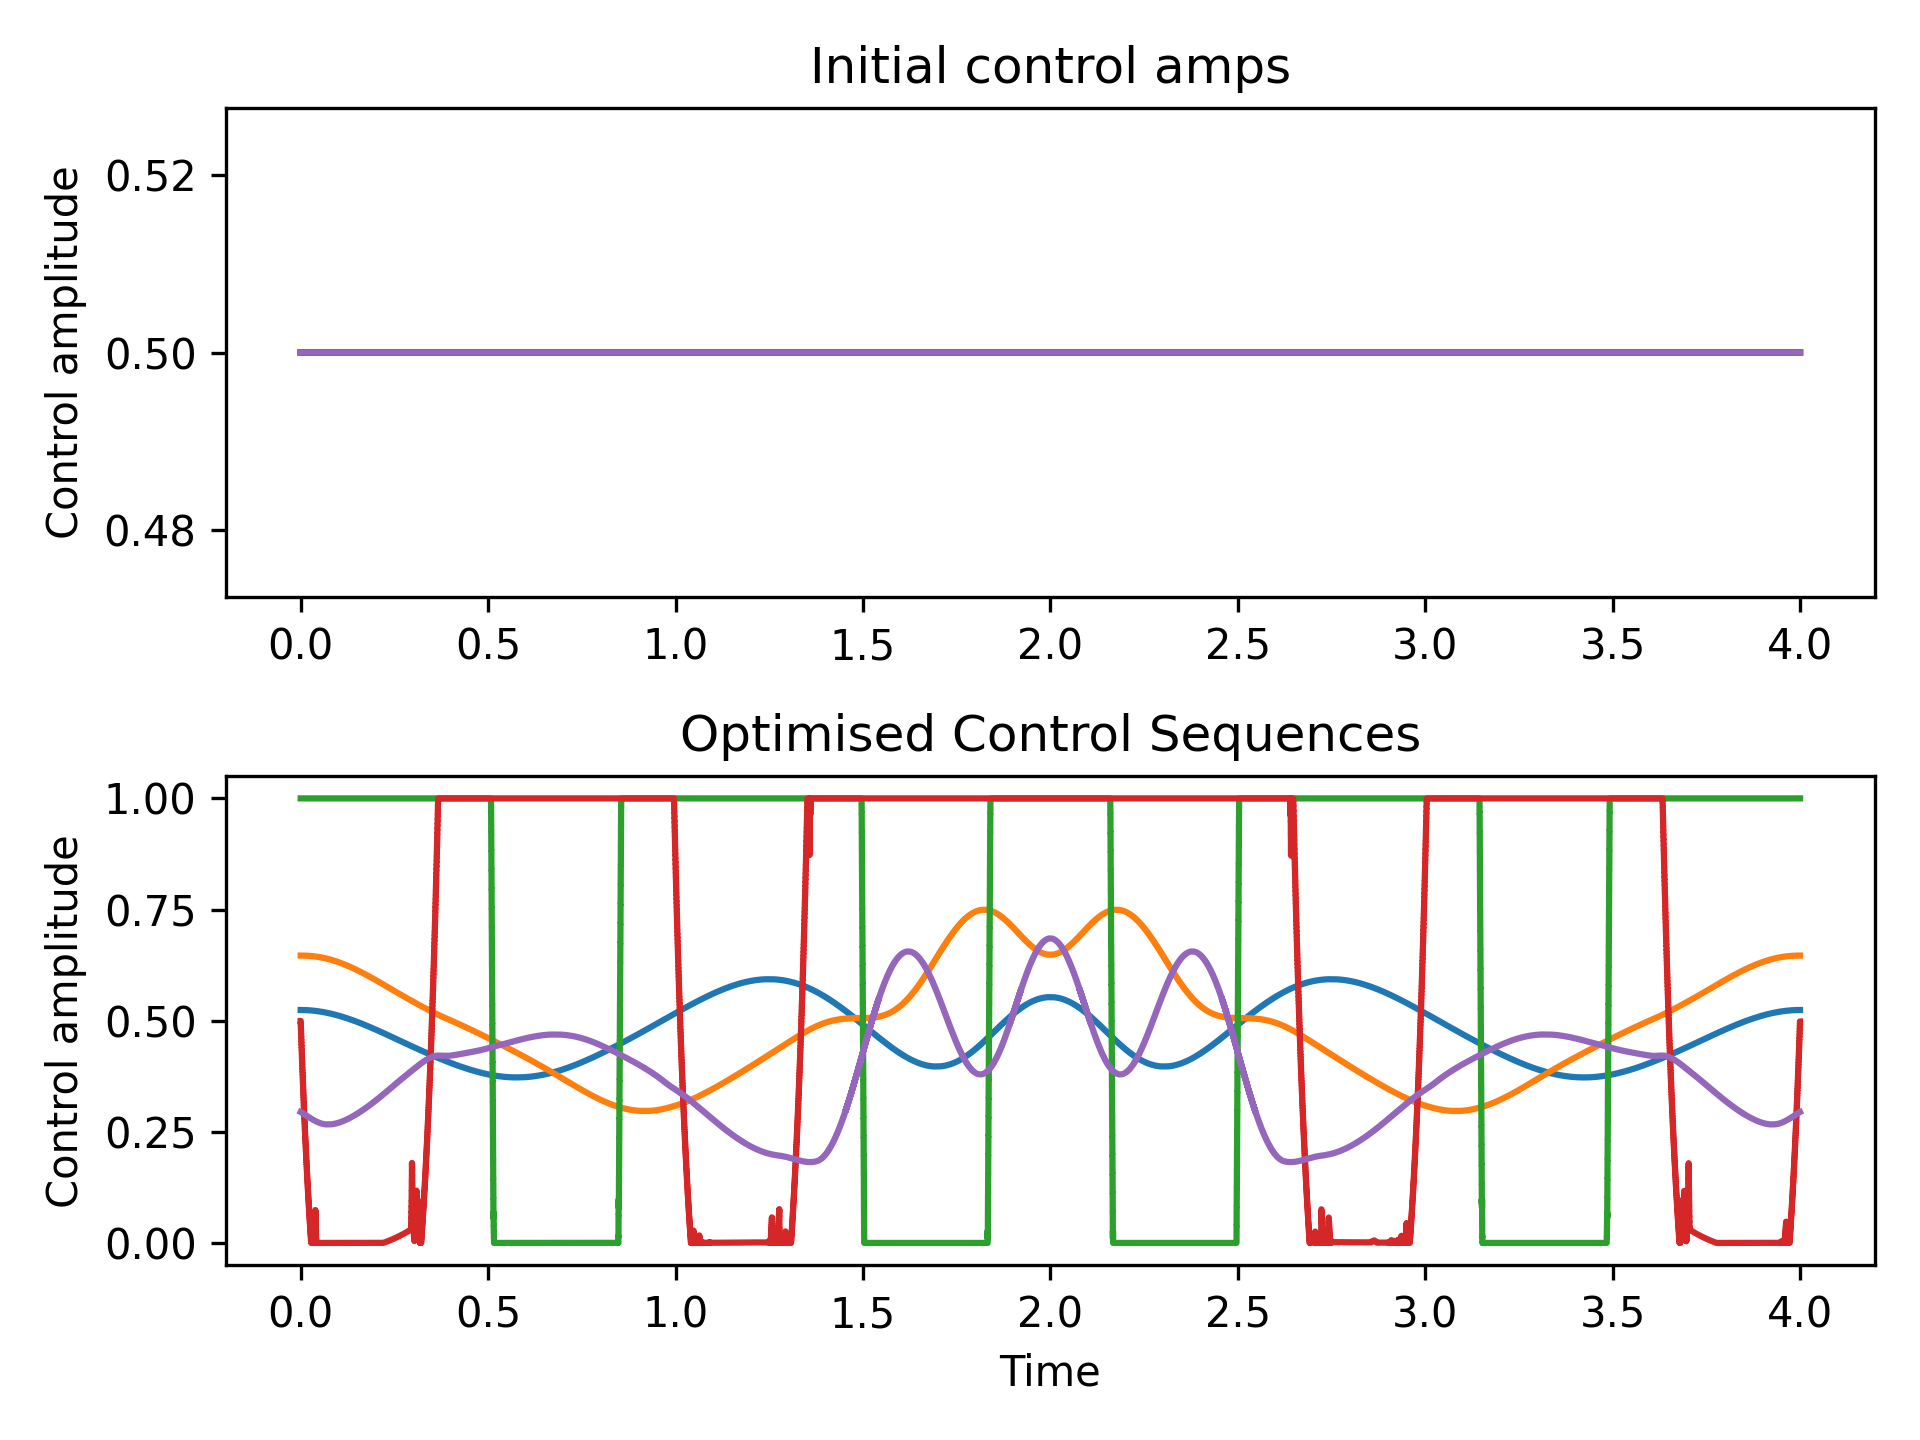 Initial control amps
Control amplitude
0.52
0.50
0.48
0.0 0.5 1.0 1.5 2.0 2.5 3.0 3.5 4.0
Optimised Control Sequences
Control amplitude
1.00
0.75
0.50
0.25
0.00
0.0 0.5 1.0 1.5 2.0 2.5 3.0 3.5 4.0
Time